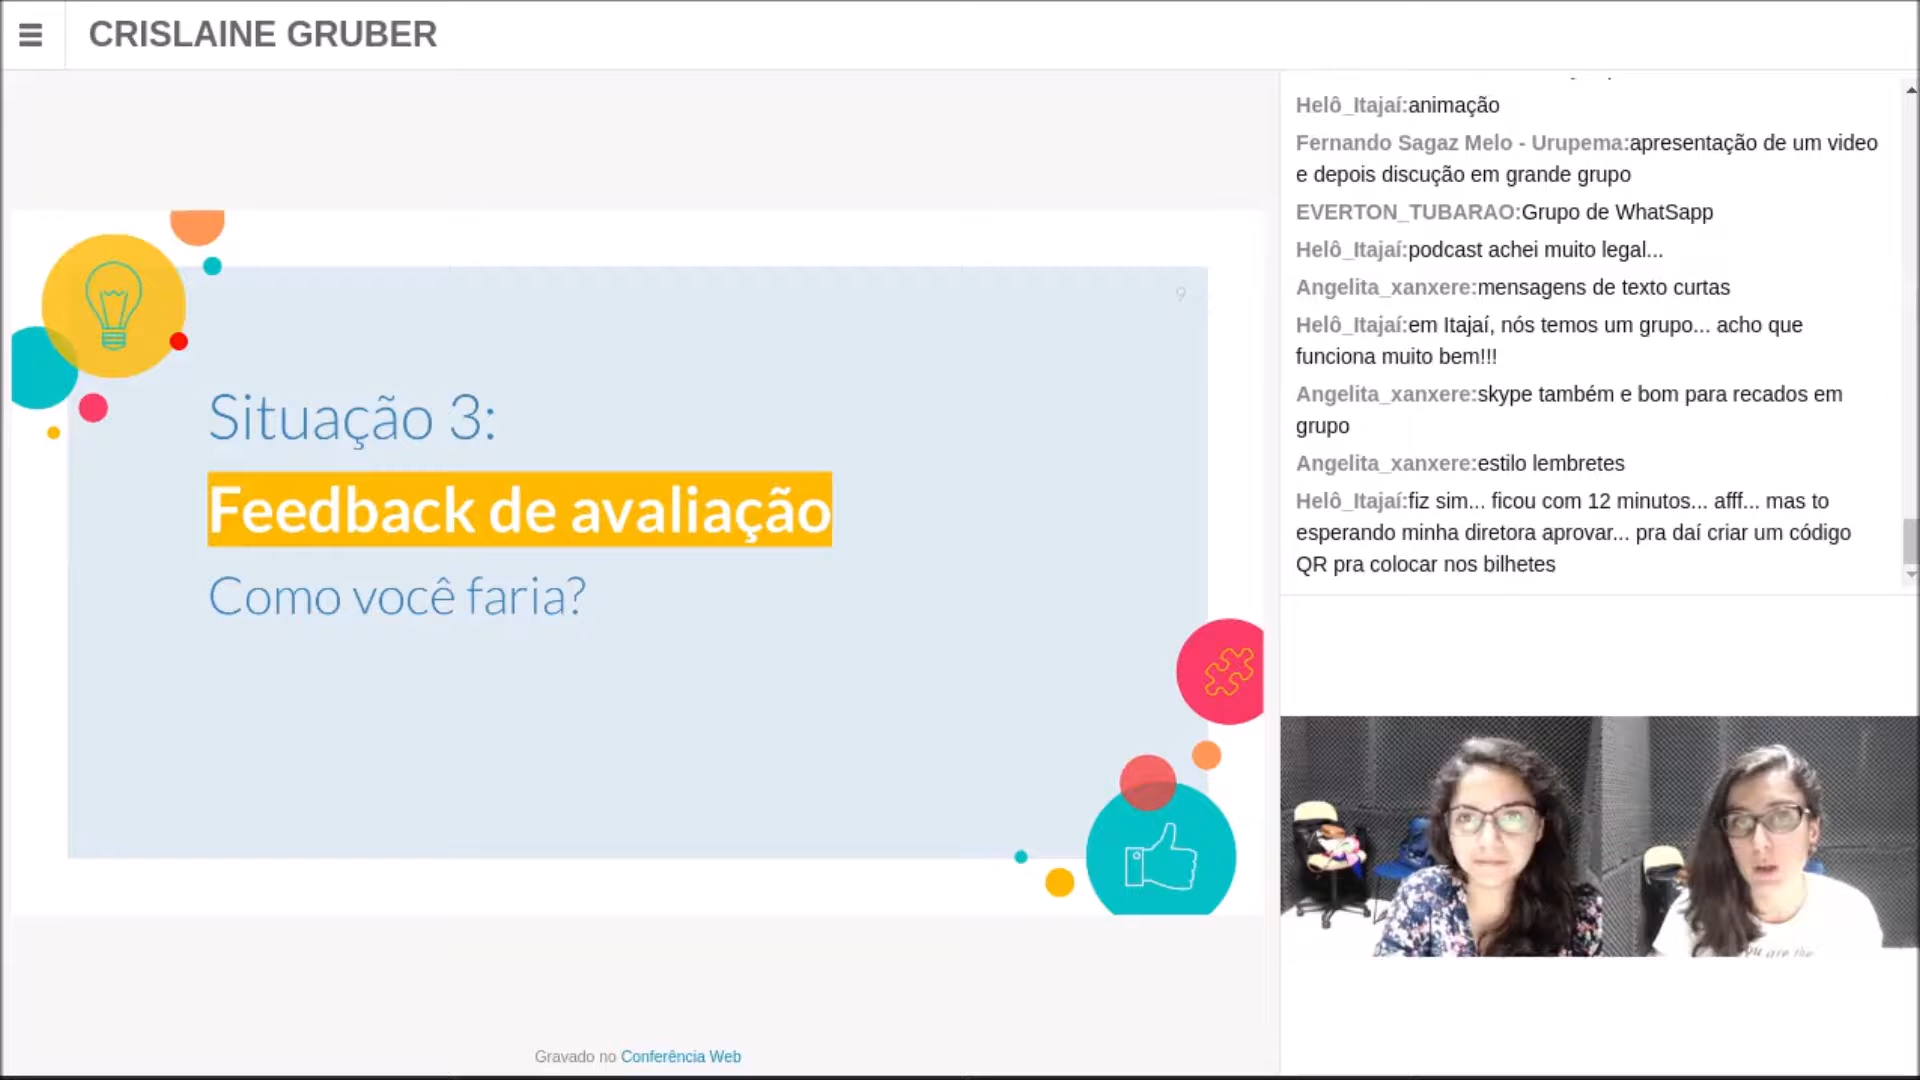 CRISLAINE GRUBER
9
Situação 3:
Feedback de avaliação
Como você faria?
Helô_Itajaí:animação
Fernando Sagaz Melo - Urupema:apresentação de um video
e depois discução em grande grupo
EVERTON_TUBARAO:Grupo de WhatSapp
Helô_Itajaí:podcast achei muito legal...
Angelita_xanxere:mensagens de texto curtas
Helô_Itajaí:em Itajaí, nós temos um grupo... acho que
funciona muito bem!!!
Angelita_xanxere:skype também e bom para recados em
grupo
Angelita_xanxere:estilo lembretes
Helô_Itajaí:fiz sim... ficou com 12 minutos... afff... mas to
esperando minha diretora aprovar... pra daí criar um código
QR pra colocar nos bilhetes
you are the
Gravado no Conferência Web